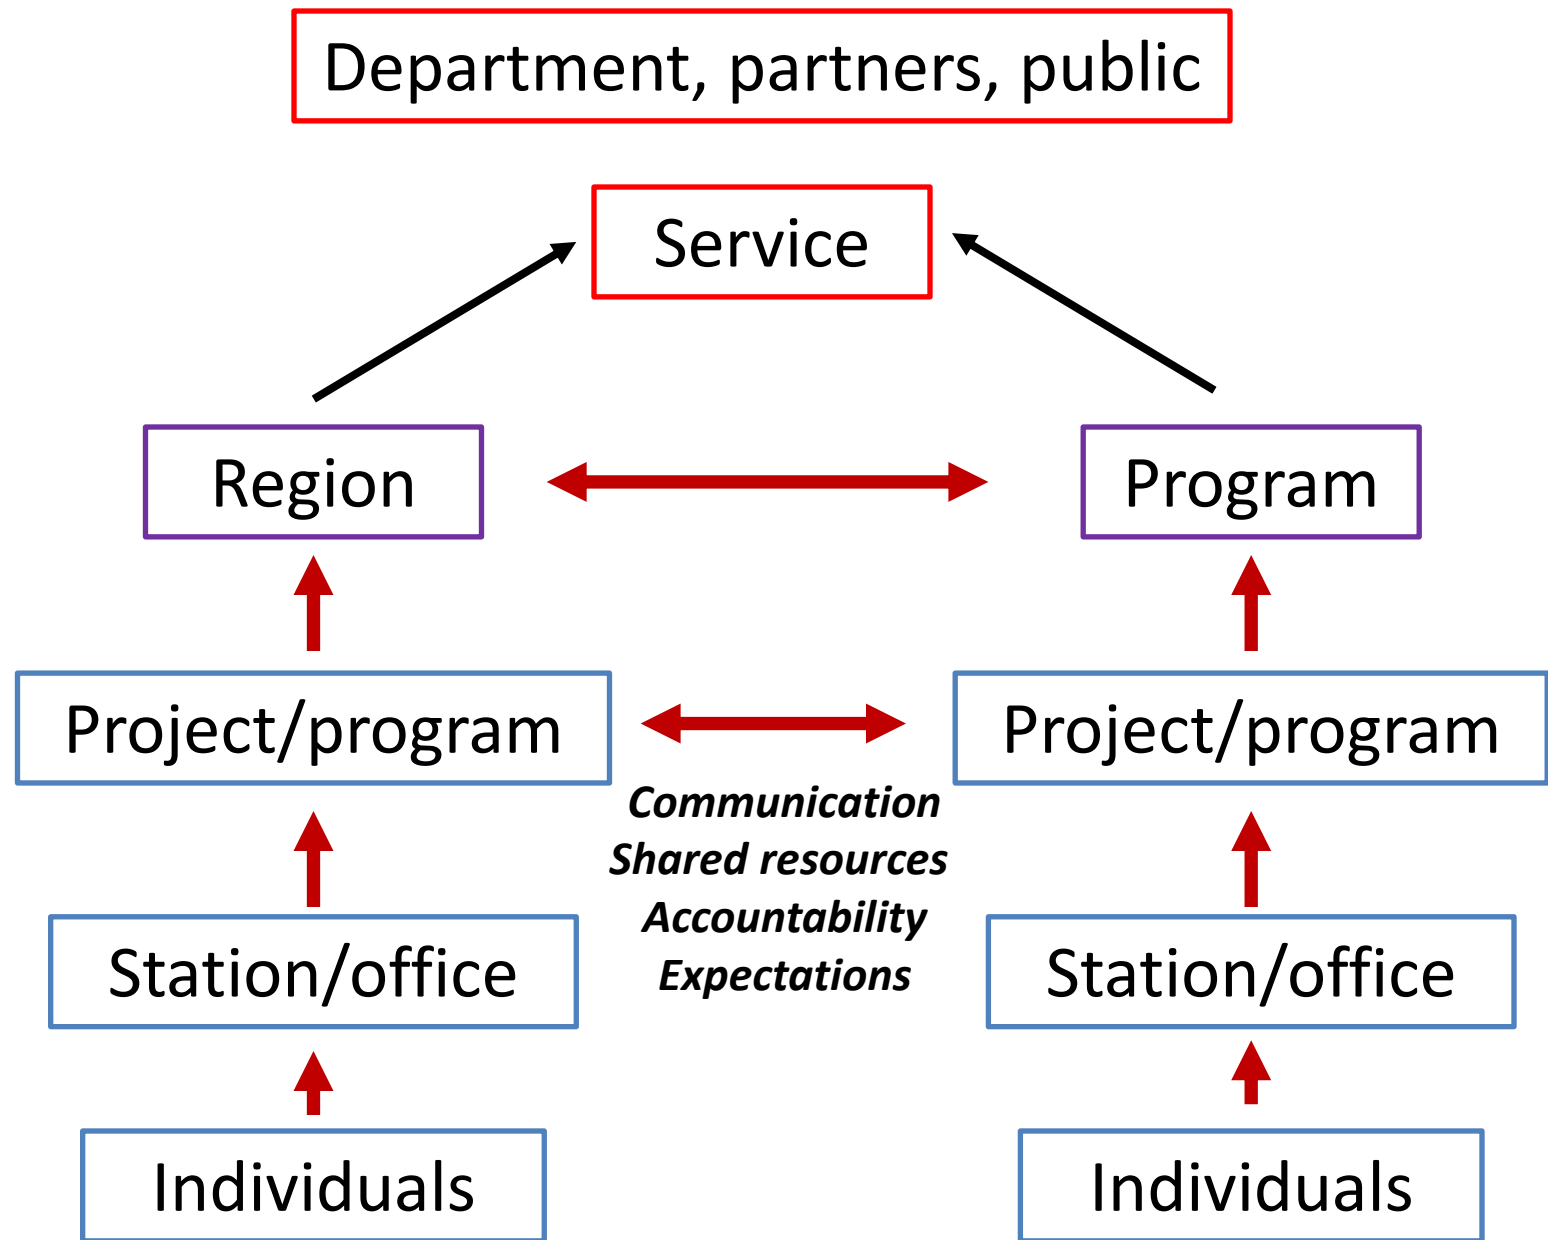 Department, partners, public
Service
Region
Program
Project/program
Project/program
Communication
Shared resources
Accountability
Expectations
Station/office
Station/office
Individuals
Individuals